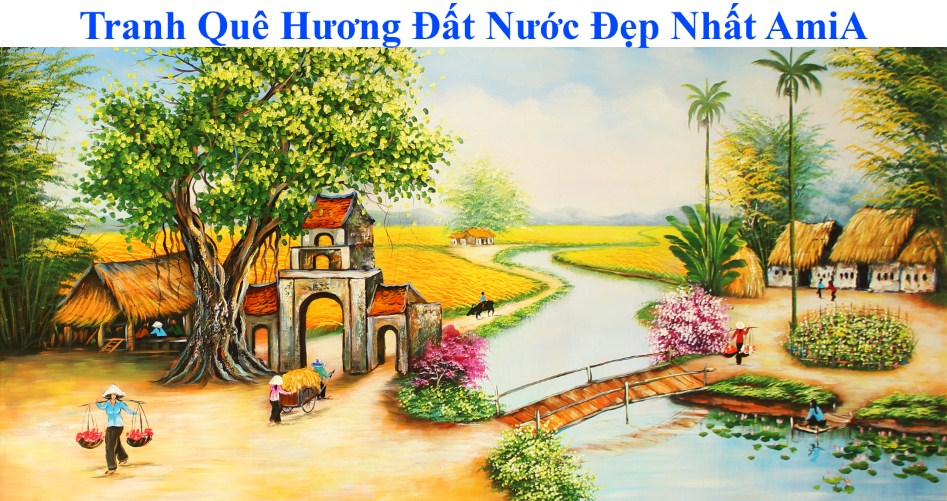 Tranh Quê Hương Đất Nước Đẹp Nhất AmiA